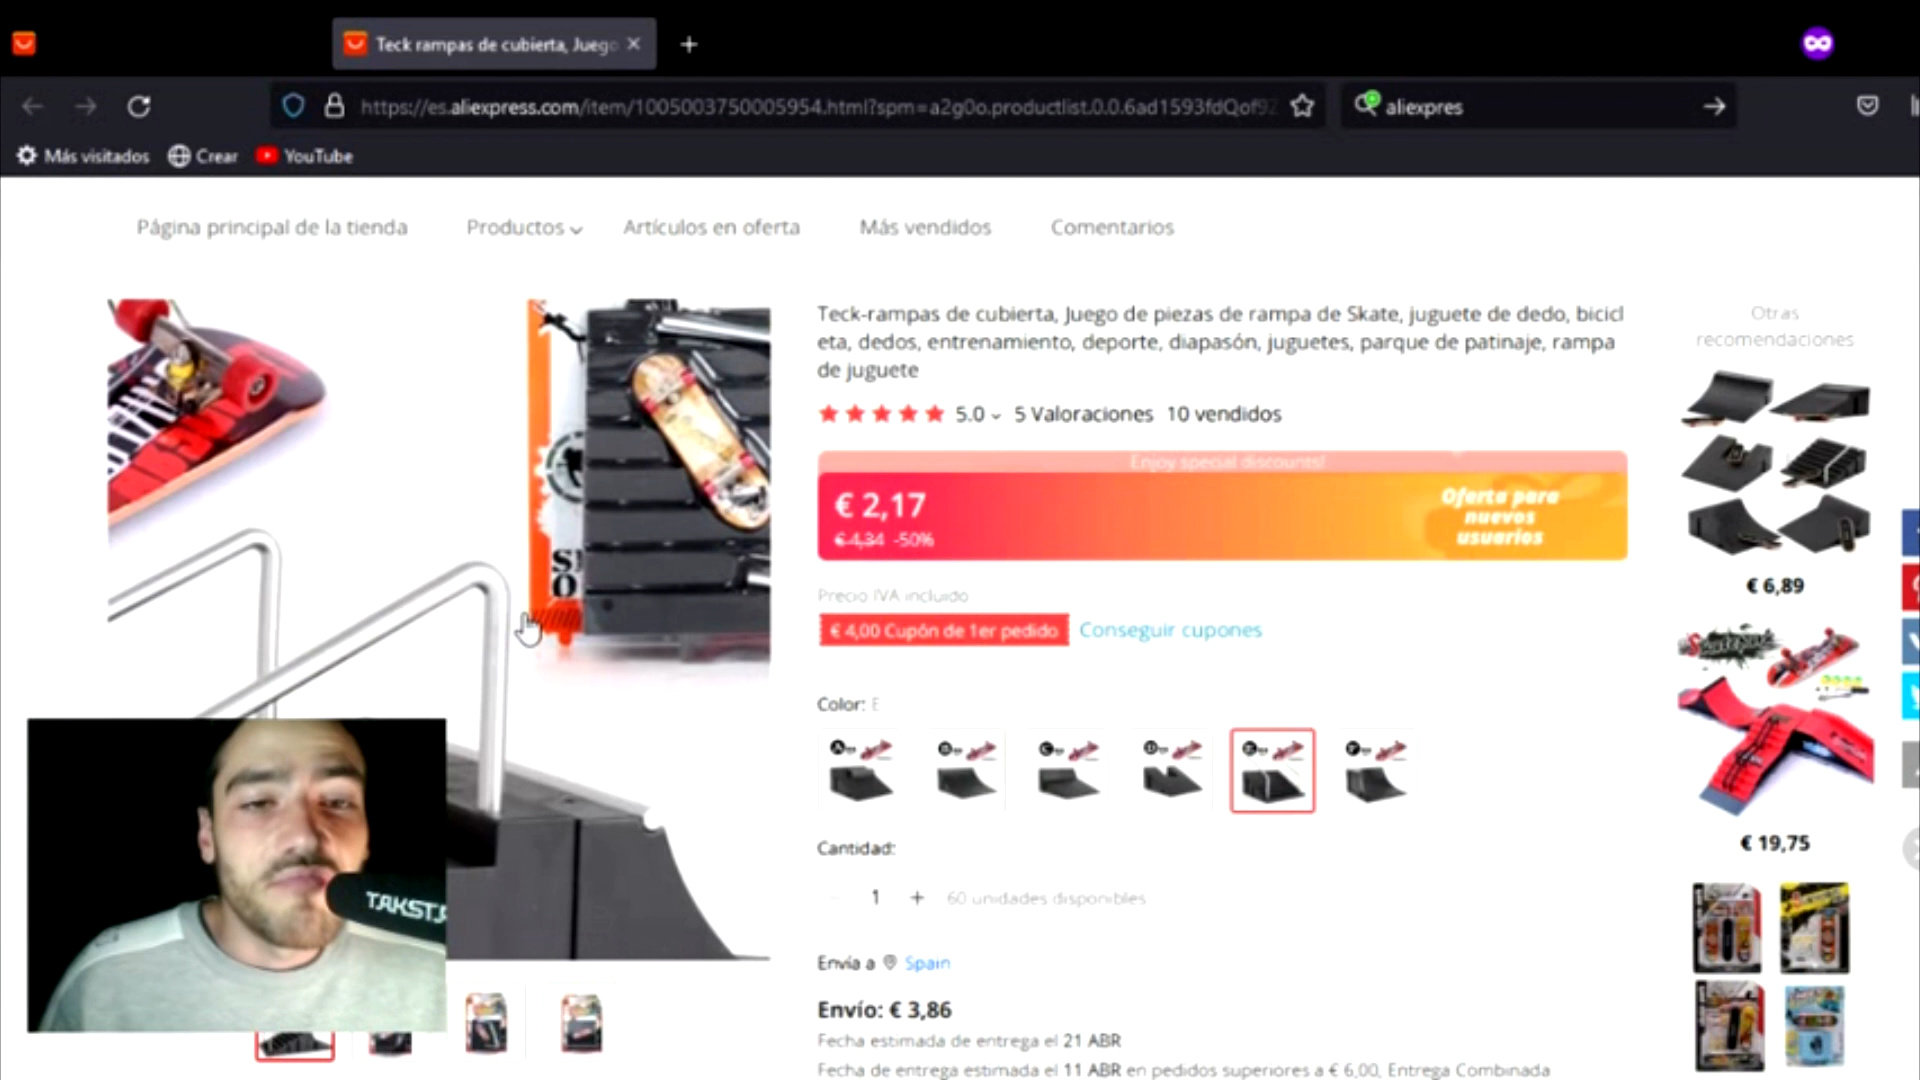 Teck rampas de cubierta, Juego
https://es.aliexpress.com/item/1005003750005954.html?spm=a2g0o.productlist.0.0.6ad1593fdQof9
aliexpres
Más visitados
Crear
YouTube
Página principal de la tienda
Productos
Artículos en oferta
Más vendidos
Comentarios
Teck-rampas de cubierta, Juego de piezas de rampa de Skate, juguete de dedo, bicicl
eta, dedos, entrenamiento, deporte, diapasón, juguetes, parque de patinaje, rampa
de juguete
5.0
5 Valoraciones
10 vendidos
Enjoy special discounts!
€ 2,17
€ 4,34 -50%
Oferta para
nuevos
usuarios
Precio IVA incluido
€ 4,00 Cupón de 1er pedido
Conseguir cupones
Color: E
Cantidad:
1
60 unidades disponibles
Envía a
Spain
Envío: € 3,86
Fecha estimada de entrega el 21 ABR
Fecha de entrega estimada el 11 ABR en pedidos superiores a € 6,00, Entrega Combinada
Otras
recomendaciones
€ 6,89
€ 19,75
TAKST